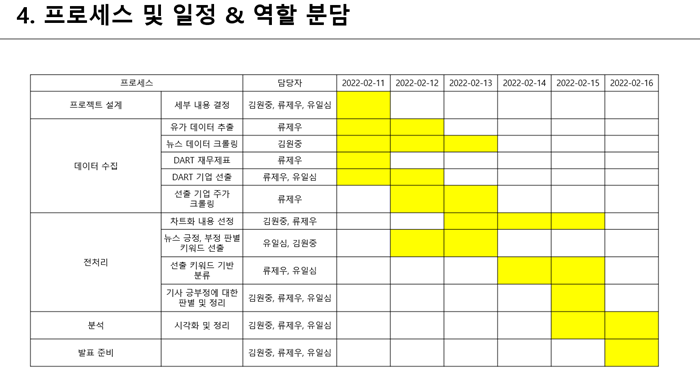 4. 프로세스 및 일정 & 역할 분담
프로세스 담당자 2022-02-11 2022-02-12 2022-02-13 2022-02-14 2022-02-15 2022-02-16
프로젝트 설계 세부 내용 결정 김원중, 류제우, 유일심
데이터 수집
유가 데이터 추출 류제우
뉴스 데이터 크롤링 김원중
DART 재무제표 류제우
DART 기업 선출 류제우, 유일심
선출 기업 주가
크롤링
류제우
전처리
차트화 내용 선정 김원중, 류제우
뉴스 긍정, 부정 판별
키워드 선출
유일심, 김원중
선출 키워드 기반
분류
류제우, 유일심
기사 긍부정에 대한
판별 및 정리
김원중, 류제우, 유일심
분석 시각화 및 정리 김원중, 류제우, 유일심
발표 준비 김원중, 류제우, 유일심